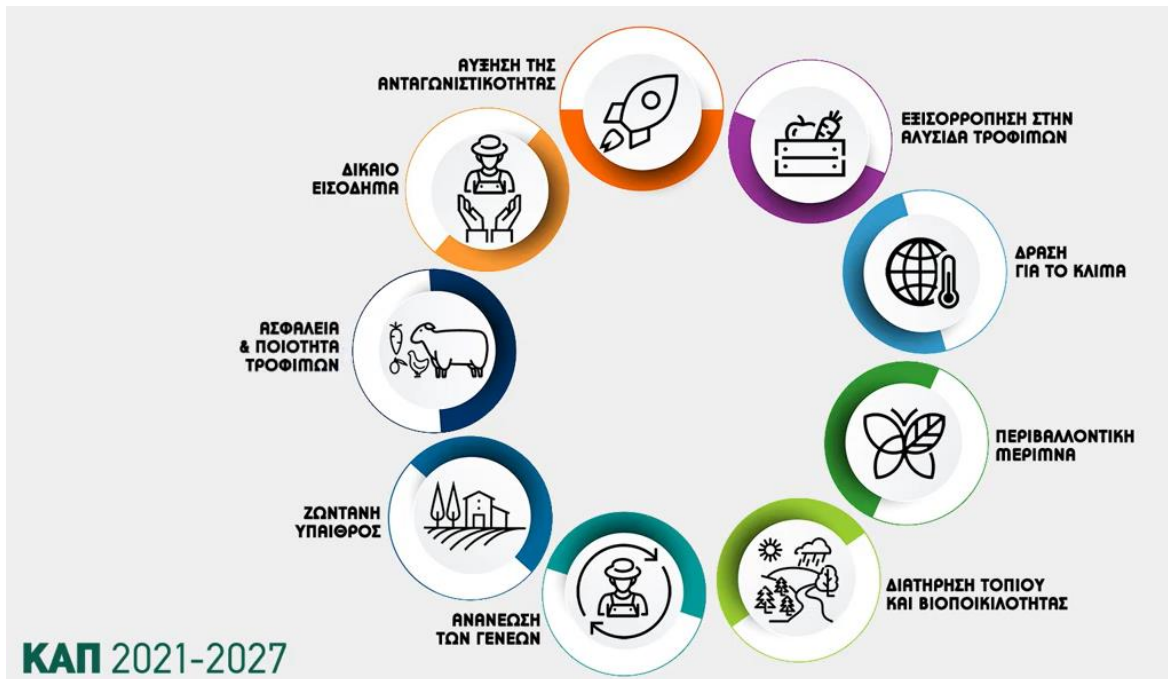 ΑΥΞΗΣΗ ΤΗΣ
ΑΝΤΑΓΩΝΙΣΤΙΚΟΤΗΤΑΣ
ΕΞΙΣΟΡΡΟΠΗΣΗ ΣΤΗΝ
ΑΛΥΣΙΔΑ ΤΡΟΦΙΜΩΝ
ΔΡΑΣΗ
ΓΙΑ ΤΟ ΚΛΙΜΑ
ΠΕΡΙΒΑΛΛΟΝΤΙΚΗ
ΜΕΡΙΜΝΑ
ΔΙΑΤΗΡΗΣΗ ΤΟΠΙΟΥ
ΚΑΙ ΒΙΟΠΟΙΚΙΛΟΤΗΤΑΣ
ΑΝΑΝΕΩΣΗ
ΤΩΝ ΓΕΝΕΩΝ
ΖΩΝΤΑΝΗ
ΥΠΑΙΘΡΟΣ
ΑΣΦΑΛΕΙΑ
& ΠΟΙΟΤΗΤΑ
ΤΡΟΦΙΜΩΝ
ΔΙΚΑΙΟ
ΕΙΣΟΔΗΜΑ
ΚΑΠ 2021-2027